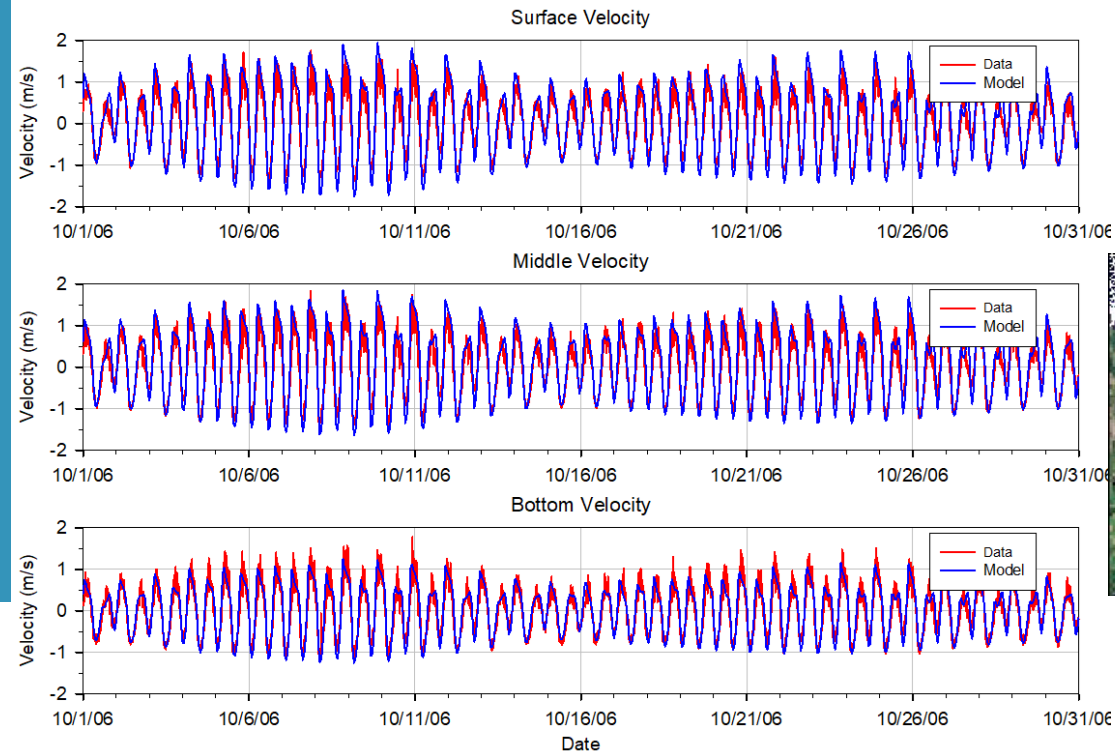 Surface Velocity
2
1
0
-1
-2
Velocity (m/s)
Data
Model
10/1/06 10/6/06 10/11/06 10/16/06 10/21/06 10/26/06 10/31/06
Middle Velocity
2
1
0
-1
-2
Velocity (m/s)
Data
Model
10/1/06 10/6/06 10/11/06 10/16/06 10/21/06 10/26/06 10/31/06
Bottom Velocity
2
1
0
-1
-2
Velocity (m/s)
Data
Model
10/1/06 10/6/06 10/11/06 10/16/06 10/21/06 10/26/06 10/31/06
Date